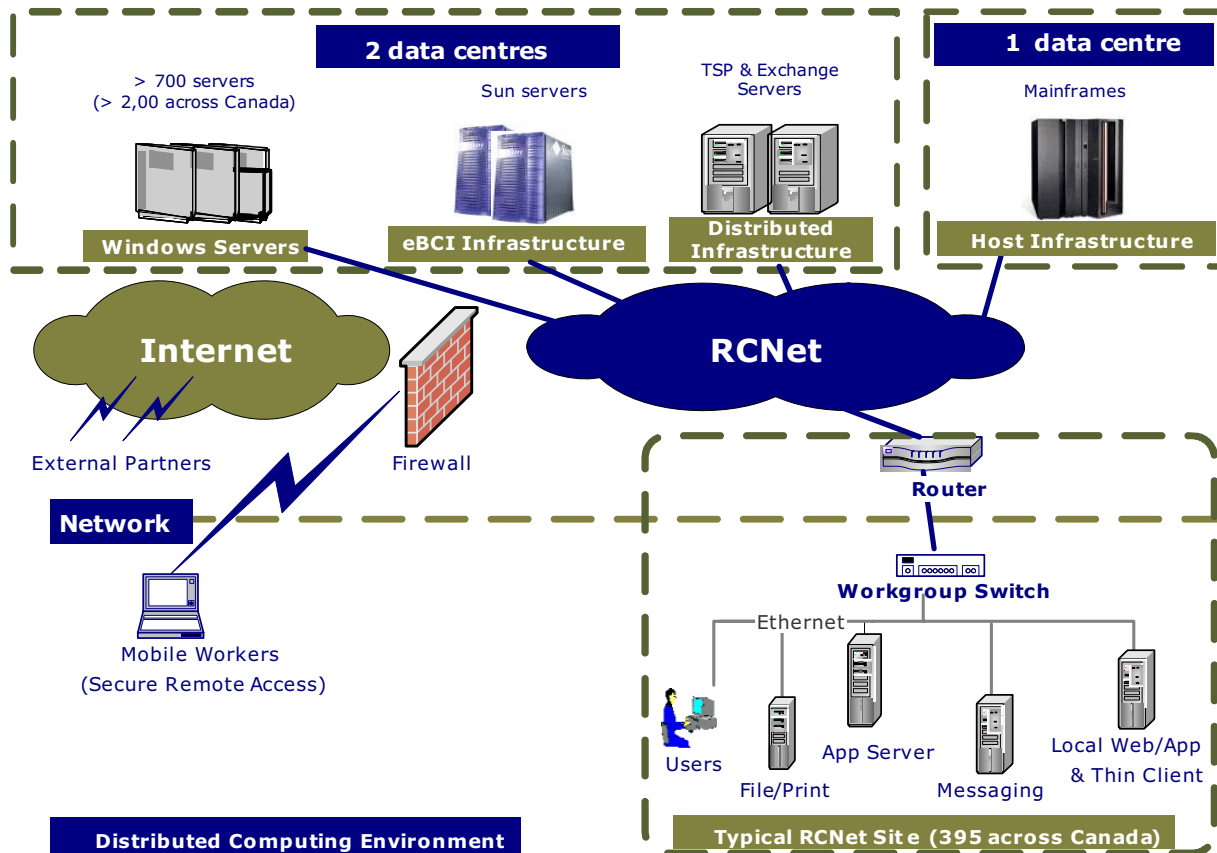 2 data centres
1 data centre
> 700 servers
(> 2,00 across Canada)
Sun servers
TSP & Exchange
Servers
Mainframes
Windows Servers
eBCI Infrastructure
Distributed
Infrastructure
Host Infrastructure
Internet
RCNet
External Partners
Firewall
Router
Network
Workgroup Switch
Ethernet
Mobile Workers
(Secure Remote Access)
Users
File/Print
App Server
Messaging
Local Web/App
& Thin Client
Distributed Computing Environment
Typical RCNet Site (395 across Canada)